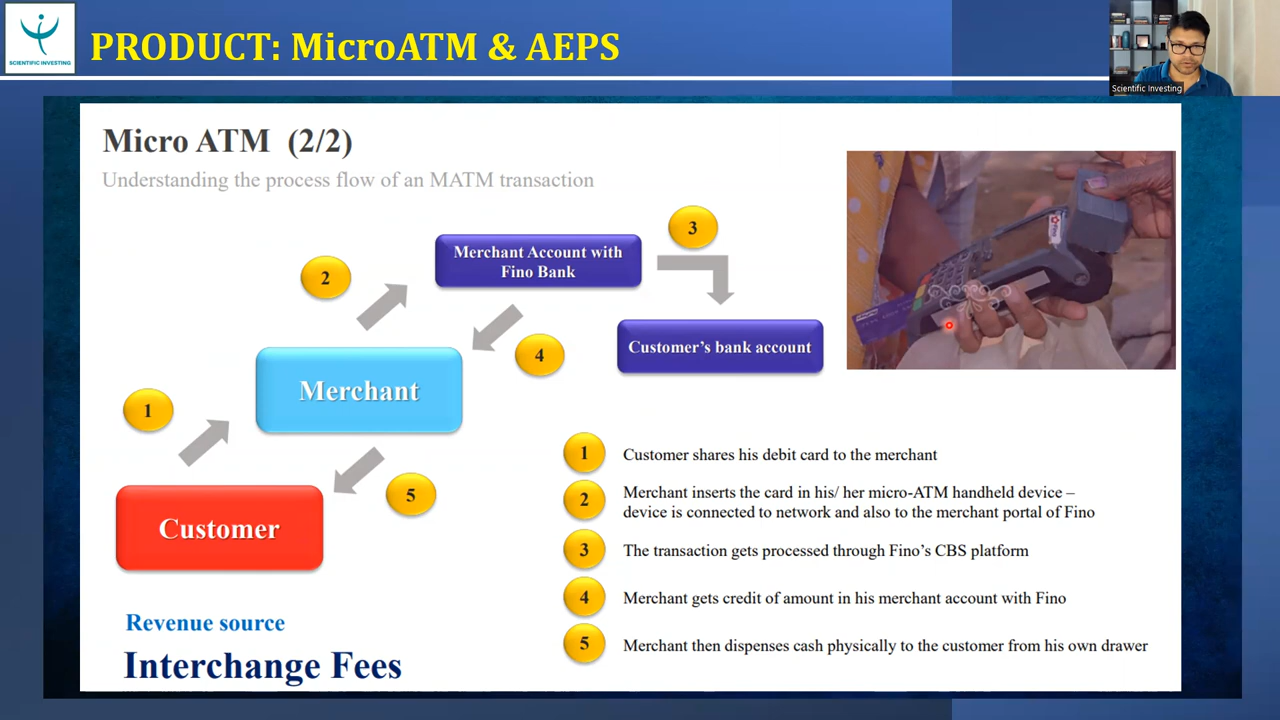 SCIENTIFIC INVESTING
PRODUCT: MicroATM & AEPS
Scientific Investing
Micro ATM (2/2)
Understanding the process flow of an MATM transaction
3
Merchant Account with
Fino Bank
2
4
Customer's bank account
Merchant
1
5
Customer
1 Customer shares his debit card to the merchant
2 Merchant inserts the card in his/ her micro-ATM handheld device –
device is connected to network and also to the merchant portal of Fino
3 The transaction gets processed through Fino's CBS platform
4 Merchant gets credit of amount in his merchant account with Fino
5 Merchant then dispenses cash physically to the customer from his own drawer
Revenue source
Interchange Fees